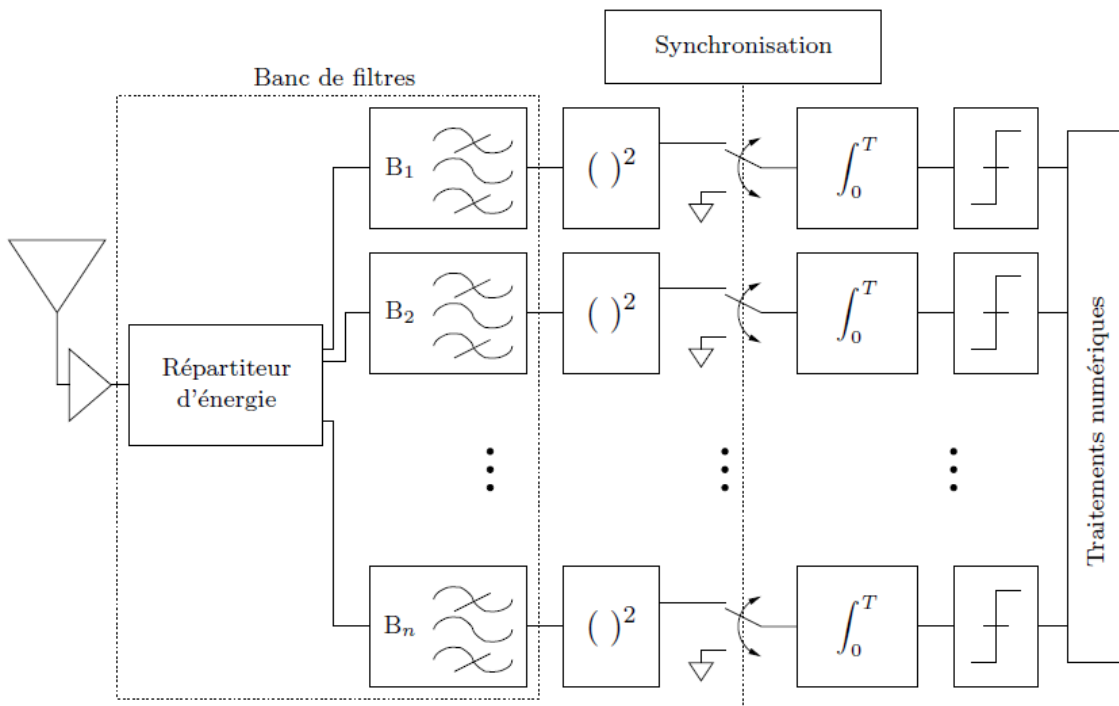 Synchronisation
Banc de filtres
B₁
( )²
∫₀ᵀ
B₂
( )²
∫₀ᵀ
Répartiteur
d'énergie
Bₙ
( )²
∫₀ᵀ
Traitements numériques